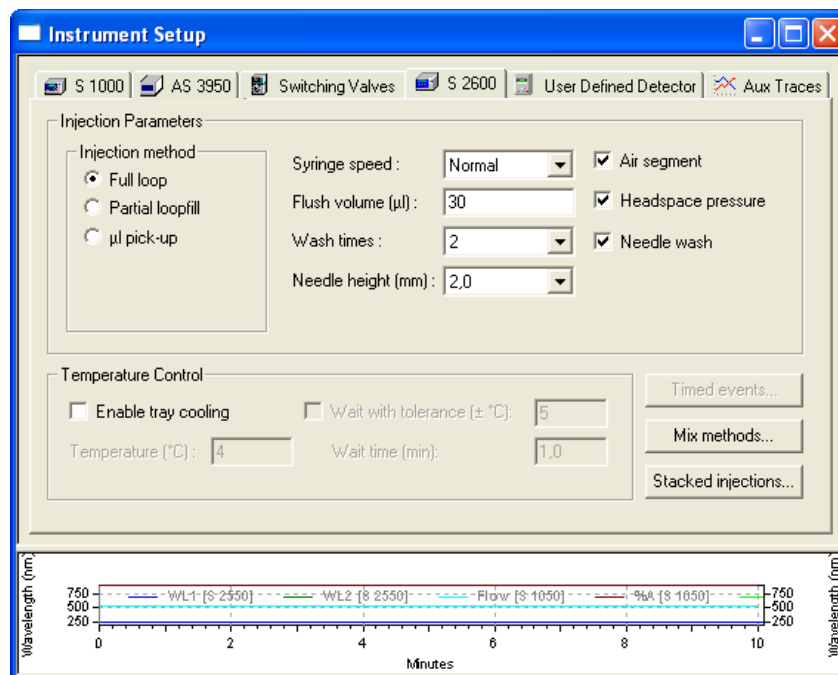 Instrument Setup
S 1000 AS 3950 Switching Valves S 2600 User Defined Detector Aux Traces
Injection Parameters
Injection method
Full loop
Partial loopfill
µl pick-up
Syringe speed : Normal
Flush volume (µl) : 30
Wash times : 2
Needle height (mm) : 2,0
Air segment
Headspace pressure
Needle wash
Temperature Control
Enable tray cooling
Temperature (°C) : 4
Wait with tolerance (± °C): 5
Wait time (min): 1,0
Timed events...
Mix methods...
Stacked injections...
Wavelength (nm)
750
500
250
WL1 [S 2550] WL2 [S 2550] Flow [S 1050] %A [S 1050]
750
500
250
Wavelength (nm)
0 2 4 6 8 10
Minutes